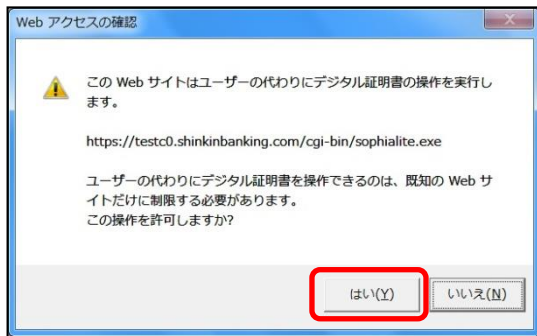 Web アクセスの確認
この Web サイトはユーザーの代わりにデジタル証明書の操作を実行し
ます。
https://testc0.shinkinbanking.com/cgi-bin/sophialite.exe
ユーザーの代わりにデジタル証明書を操作できるのは、既知の Web サ
イトだけに制限する必要があります。
この操作を許可しますか?
はい(Y) いいえ(N)